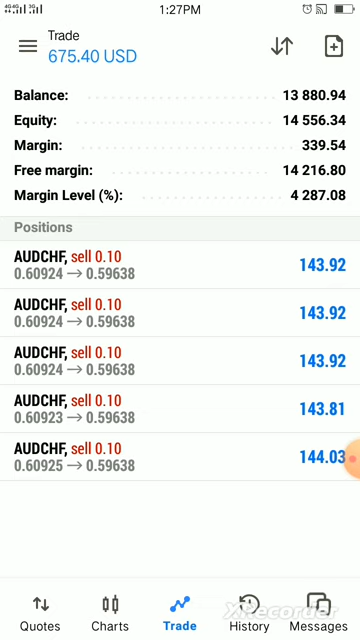 4G 4G 3G 1:27PM
Trade
675.40 USD
Balance: 13 880.94
Equity: 14 556.34
Margin: 339.54
Free margin: 14 216.80
Margin Level (%): 4 287.08
Positions
AUDCHF, sell 0.10 143.92
0.60924 → 0.59638
AUDCHF, sell 0.10 143.92
0.60924 → 0.59638
AUDCHF, sell 0.10 143.92
0.60924 → 0.59638
AUDCHF, sell 0.10 143.81
0.60923 → 0.59638
AUDCHF, sell 0.10 144.03
0.60925 → 0.59638
XRecorder
Quotes Charts Trade History Messages